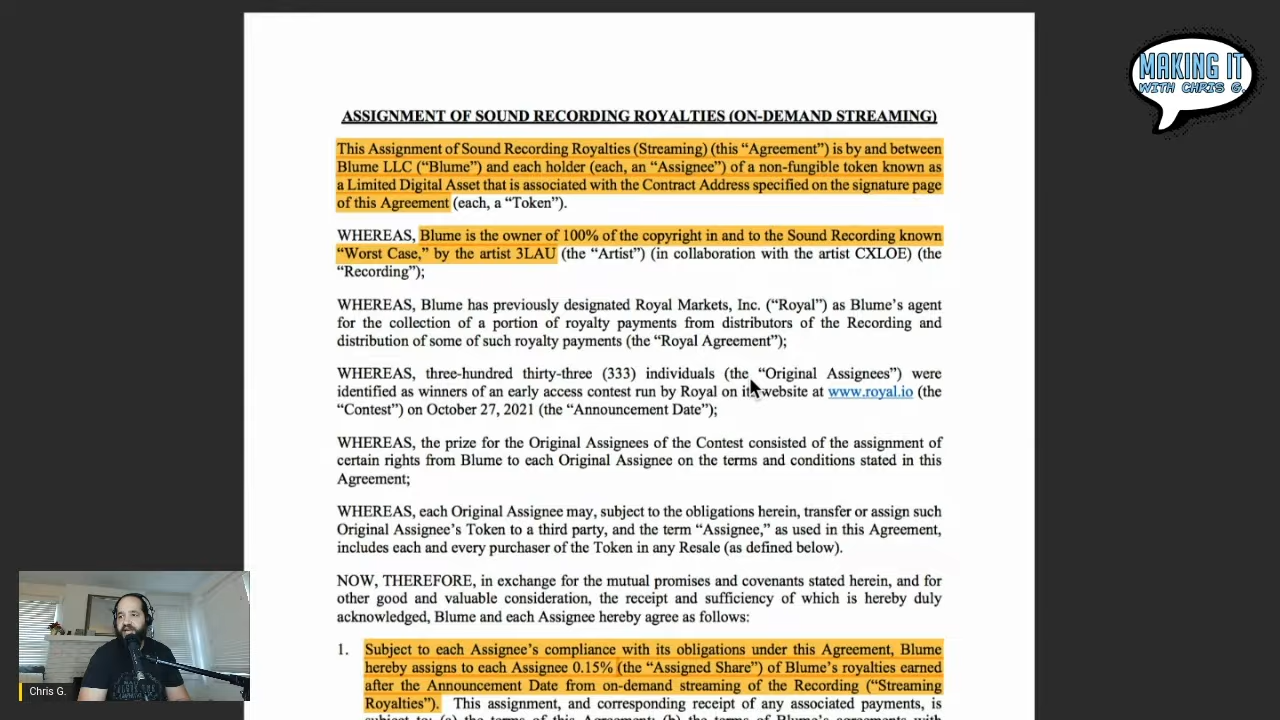 MAKING IT
WITH CHRIS G.
ASSIGNMENT OF SOUND RECORDING ROYALTIES (ON-DEMAND STREAMING)
This Assignment of Sound Recording Royalties (Streaming) (this “Agreement”) is by and between
Blume LLC (“Blume”) and each holder (each, an “Assignee”) of a non-fungible token known as
a Limited Digital Asset that is associated with the Contract Address specified on the signature page
of this Agreement (each, a “Token”).
WHEREAS, Blume is the owner of 100% of the copyright in and to the Sound Recording known
“Worst Case,” by the artist 3LAU (the “Artist”) (in collaboration with the artist CXLOE) (the
“Recording”);
WHEREAS, Blume has previously designated Royal Markets, Inc. (“Royal”) as Blume’s agent
for the collection of a portion of royalty payments from distributors of the Recording and
distribution of some of such royalty payments (the “Royal Agreement”);
WHEREAS, three-hundred thirty-three (333) individuals (the “Original Assignees”) were
identified as winners of an early access contest run by Royal on its website at www.royal.io (the
“Contest”) on October 27, 2021 (the “Announcement Date”);
WHEREAS, the prize for the Original Assignees of the Contest consisted of the assignment of
certain rights from Blume to each Original Assignee on the terms and conditions stated in this
Agreement;
WHEREAS, each Original Assignee may, subject to the obligations herein, transfer or assign such
Original Assignee’s Token to a third party, and the term “Assignee,” as used in this Agreement,
includes each and every purchaser of the Token in any Resale (as defined below).
NOW, THEREFORE, in exchange for the mutual promises and covenants stated herein, and for
other good and valuable consideration, the receipt and sufficiency of which is hereby duly
acknowledged, Blume and each Assignee hereby agree as follows:
1. Subject to each Assignee’s compliance with its obligations under this Agreement, Blume
hereby assigns to each Assignee 0.15% (the “Assigned Share”) of Blume’s royalties earned
after the Announcement Date from on-demand streaming of the Recording (“Streaming
Royalties”). This assignment, and corresponding receipt of any associated payments, is
subject to: (a) the terms of this Agreement; (b) the terms of Blume’s agreements with
Chris G.